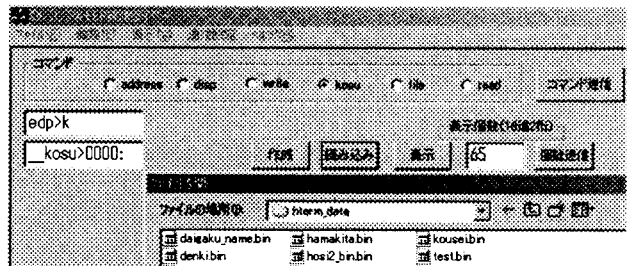 コマンド
address disp write kosu file read コマンド送信
edp>k
表示個数(16進2桁)
__kosu>0000:
作成 読み込み 表示 65 個数送信
ファイルの場所(I): hterm_data
daigaku_name.bin hamakita.bin kousei.bin
denki.bin hosi2_bin.bin test.bin